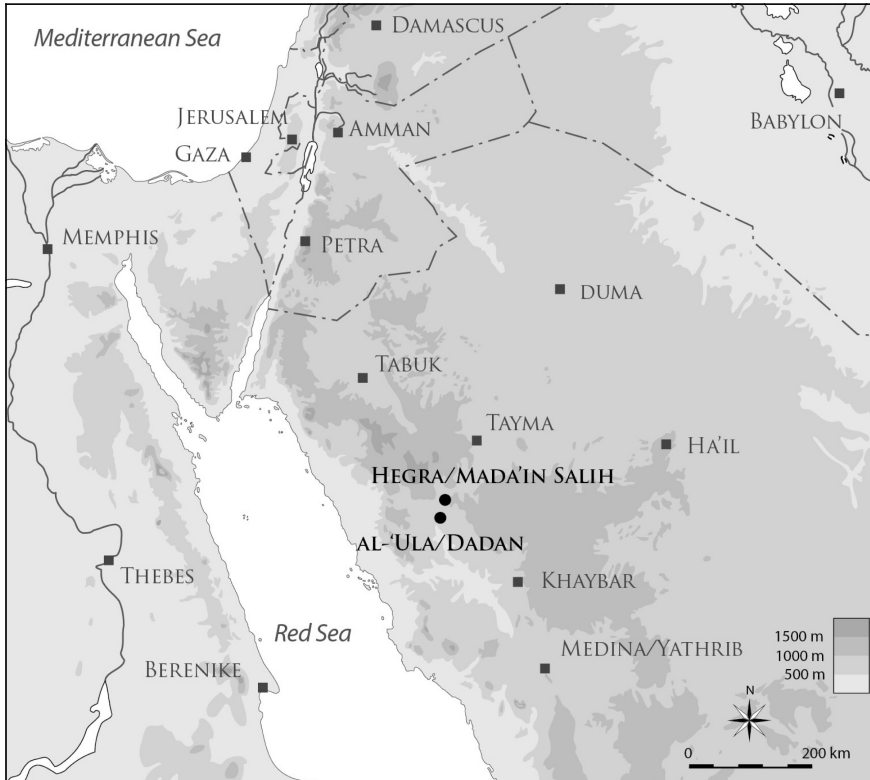 Mediterranean Sea
DAMASCUS
BABYLON
JERUSALEM
AMMAN
GAZA
MEMPHIS
PETRA
DUMA
TABUK
TAYMA
HA’IL
HEGRA/MADA’IN SALIH
AL-‘ULA/DADAN
THEBES
KHAYBAR
Red Sea
MEDINA/YATHRIB
BERENIKE
1500 m
1000 m
500 m
N
0 200 km